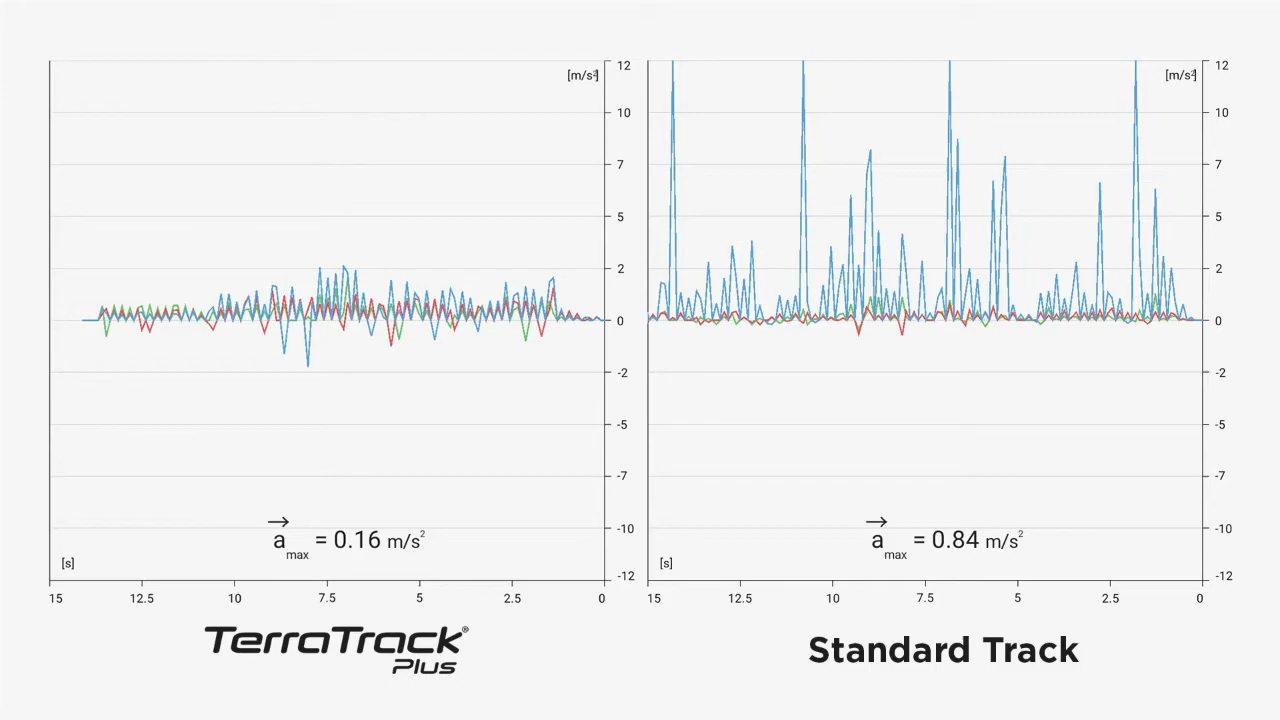 [m/s²]
12
10
7
5
2
0
-2
-5
-7
-10
-12
a max = 0.16 m/s²
[s]
15 12.5 10 7.5 5 2.5 0
TerraTrack®
Plus
[m/s²]
12
10
7
5
2
0
-2
-5
-7
-10
-12
a max = 0.84 m/s²
[s]
15 12.5 10 7.5 5 2.5 0
Standard Track